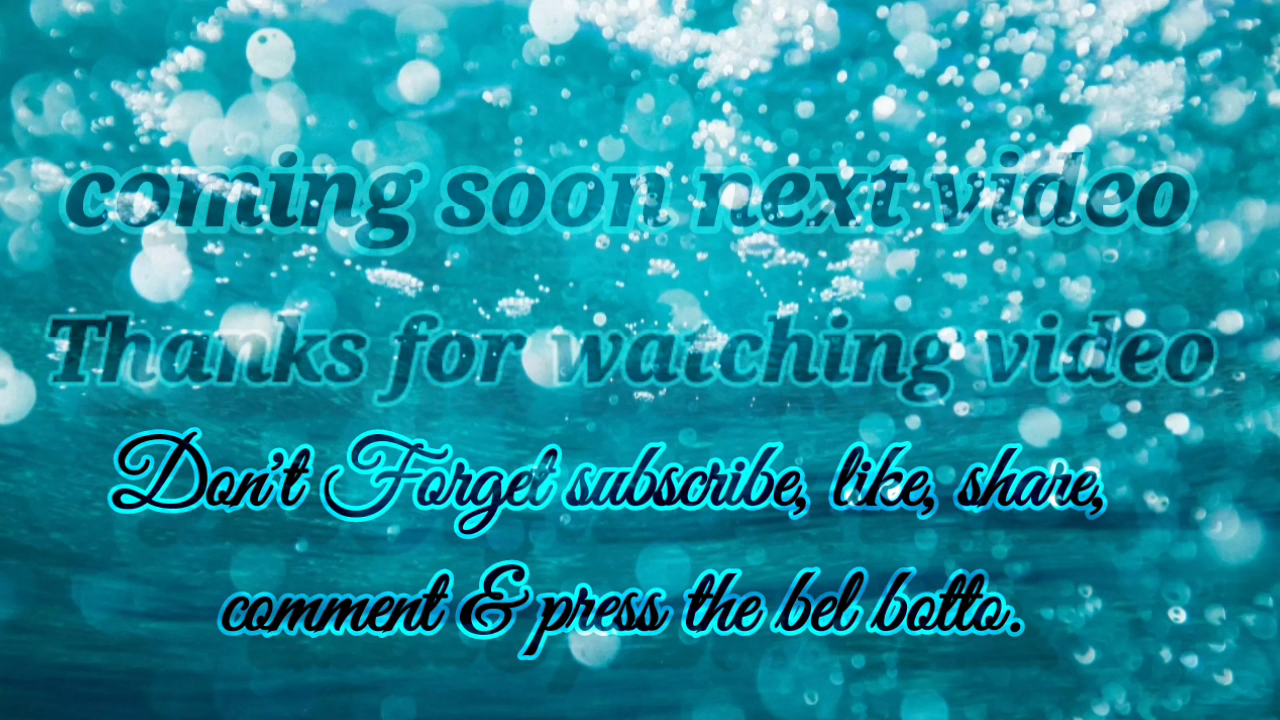 coming soon next video
Thanks for watching video
Don't Forget subscribe, like, share,
comment & press the bel botto.